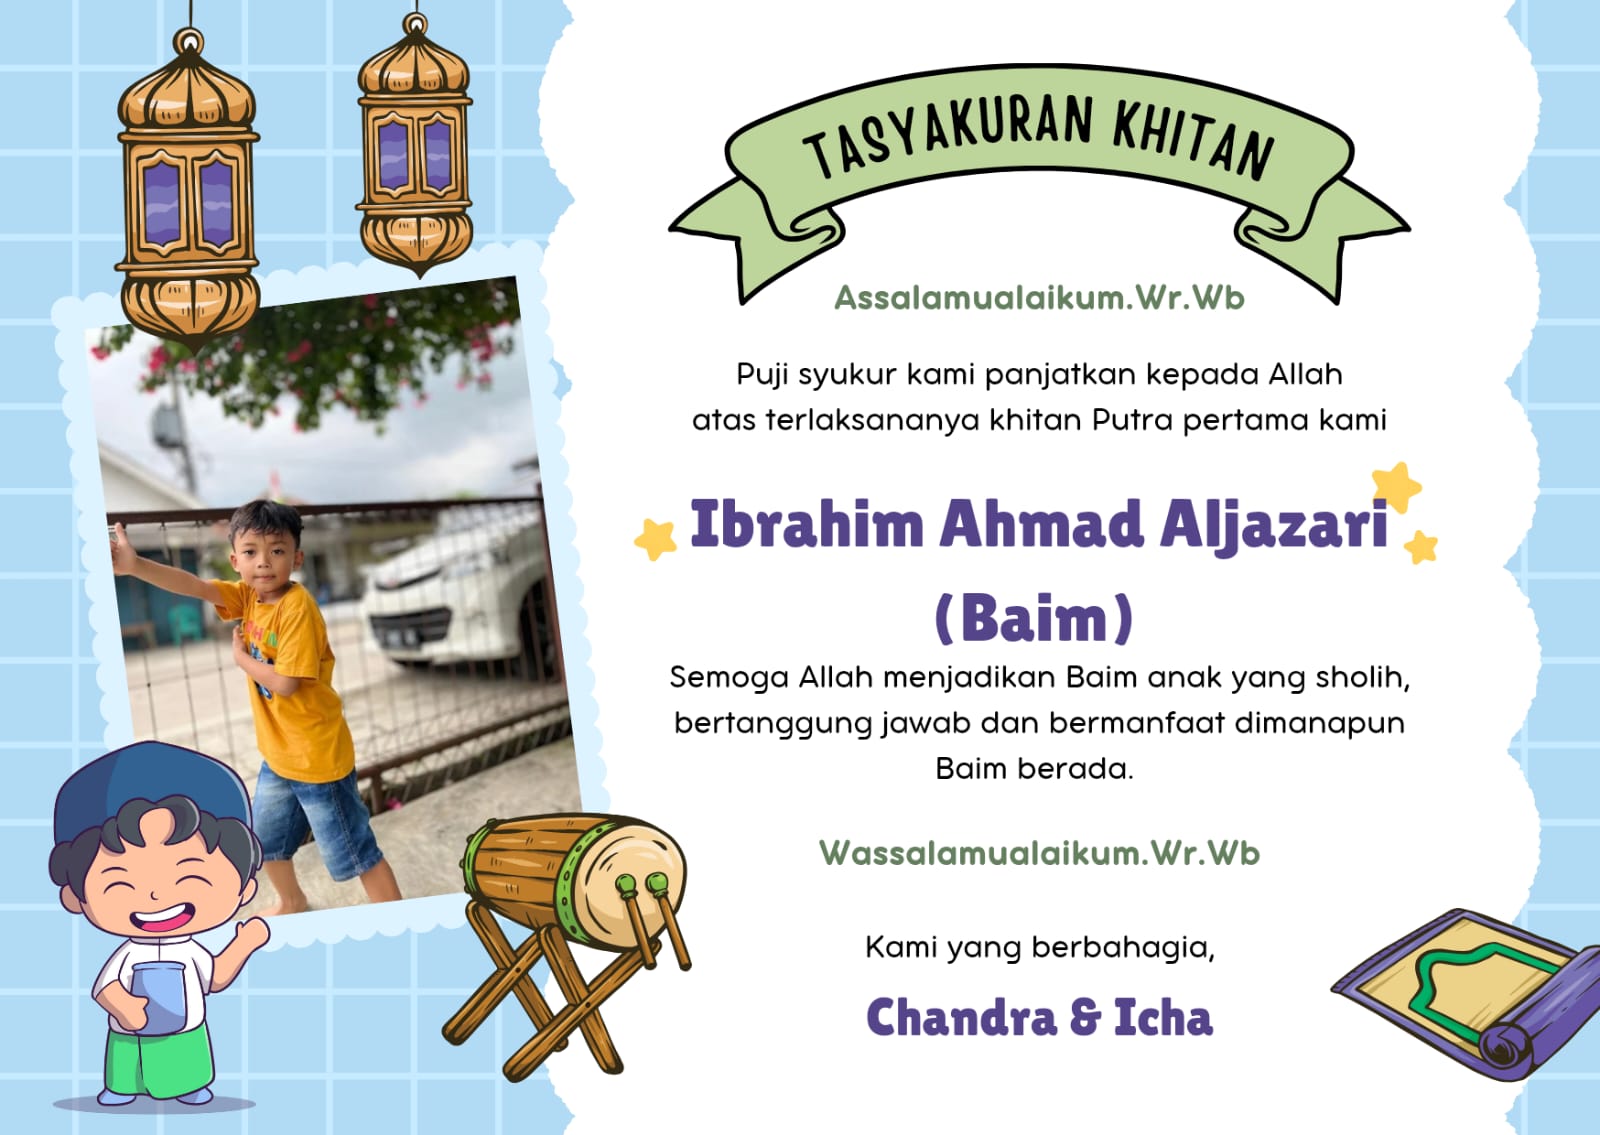 TASYAKURAN KHITAN
Assalamualaikum.Wr.Wb
Puji syukur kami panjatkan kepada Allah
atas terlaksananya khitan Putra pertama kami
Ibrahim Ahmad Aljazari
(Baim)
Semoga Allah menjadikan Baim anak yang sholih,
bertanggung jawab dan bermanfaat dimanapun
Baim berada.
Wassalamualaikum.Wr.Wb
Kami yang berbahagia,
Chandra & Icha